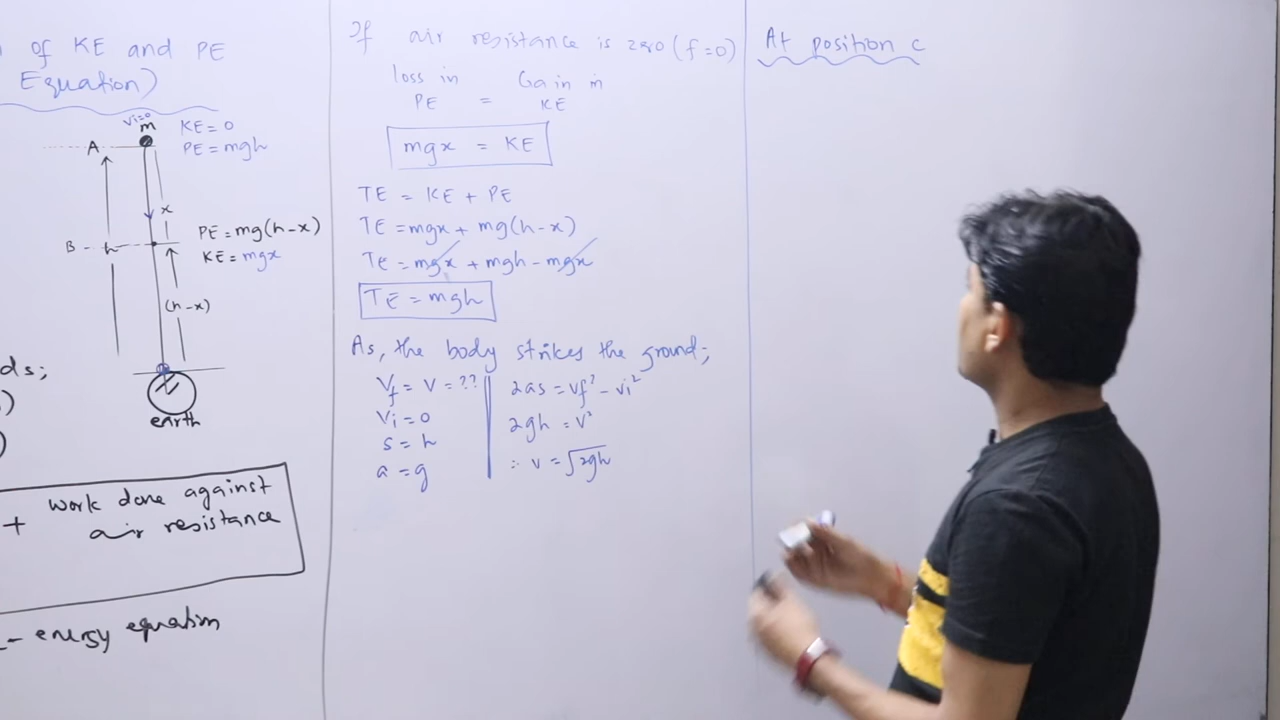 of KE and PE
Equation)
vi=0
m
KE=0
A
PE=mgh
x
B
h
PE=mg(h-x)
KE=mgx
(h-x)
earth
ds;
)
)
+ work done against
air resistance
- energy equation
If air resistance is zero (f=0)
loss in Gain in
PE = KE
mgx = KE
TE = KE + PE
TE = mgx + mg(h-x)
TE = mgx + mgh - mgx
TE = mgh
As, the body strikes the ground;
Vf = V = ??
Vi = 0
s = h
a = g
2as = vf² - vi²
2gh = v²
∴ v = √2gh
At position c